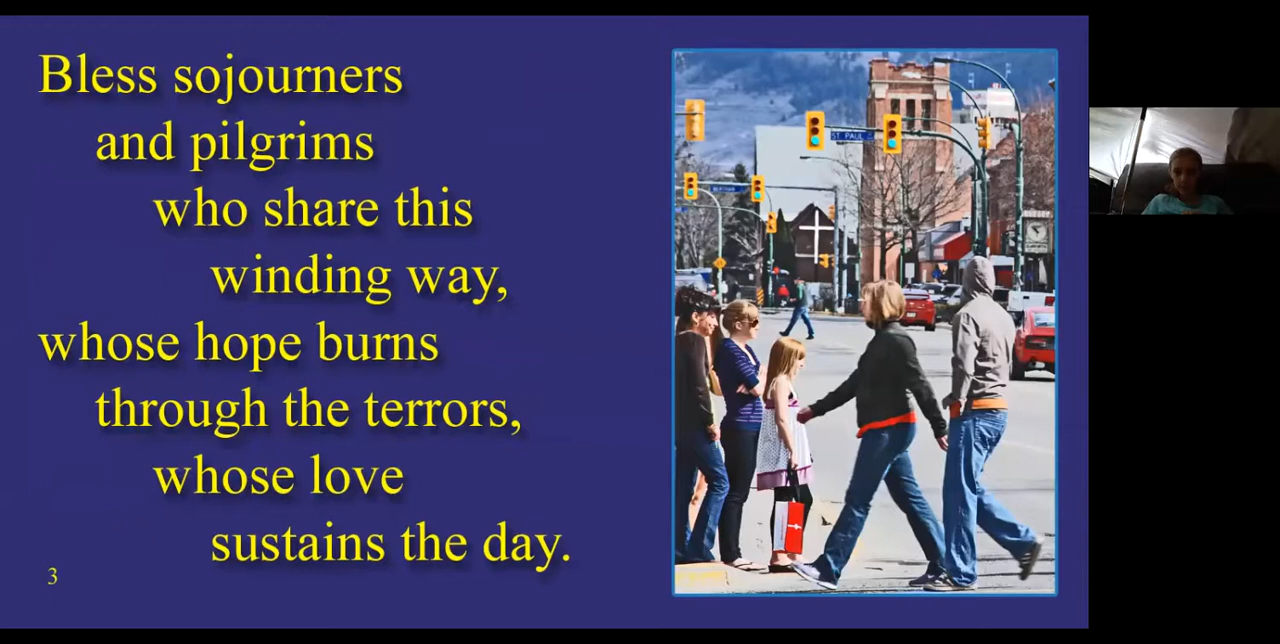 Bless sojourners
and pilgrims
who share this
winding way,
whose hope burns
through the terrors,
whose love
sustains the day.
3
ST. PAUL